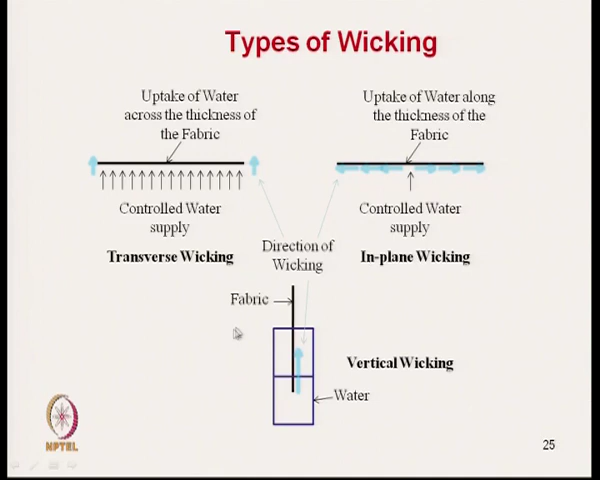 Types of Wicking
Uptake of Water
across the thickness of
the Fabric
Uptake of Water along
the thickness of the
Fabric
Controlled Water
supply
Transverse Wicking
Controlled Water
supply
In-plane Wicking
Direction of
Wicking
Fabric
Vertical Wicking
Water
NPTEL
25